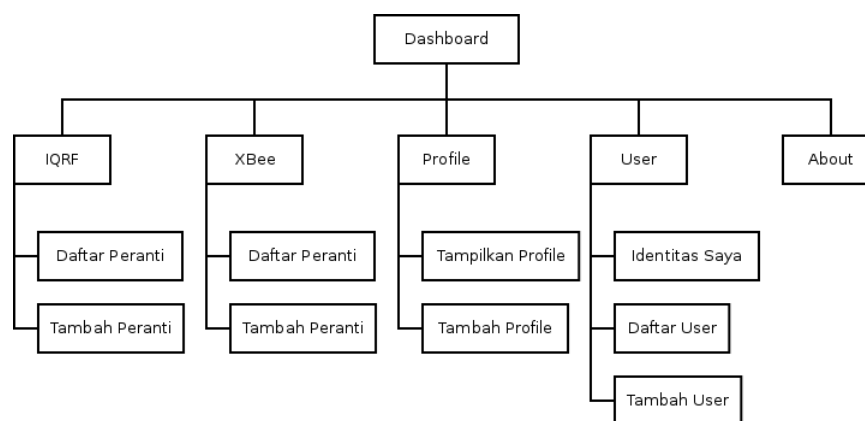 Dashboard
IQRF
XBee
Profile
User
About
Daftar Peranti
Daftar Peranti
Tampilkan Profile
Identitas Saya
Tambah Peranti
Tambah Peranti
Tambah Profile
Daftar User
Tambah User